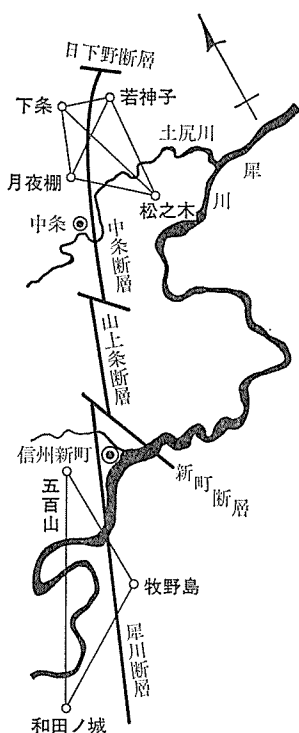 日下野断層
若神子
下条
土尻川
犀川
月夜棚
松之木
中条
中条断層
山上条断層
信州新町
新町断層
五百山
牧野島
犀川断層
和田ノ城